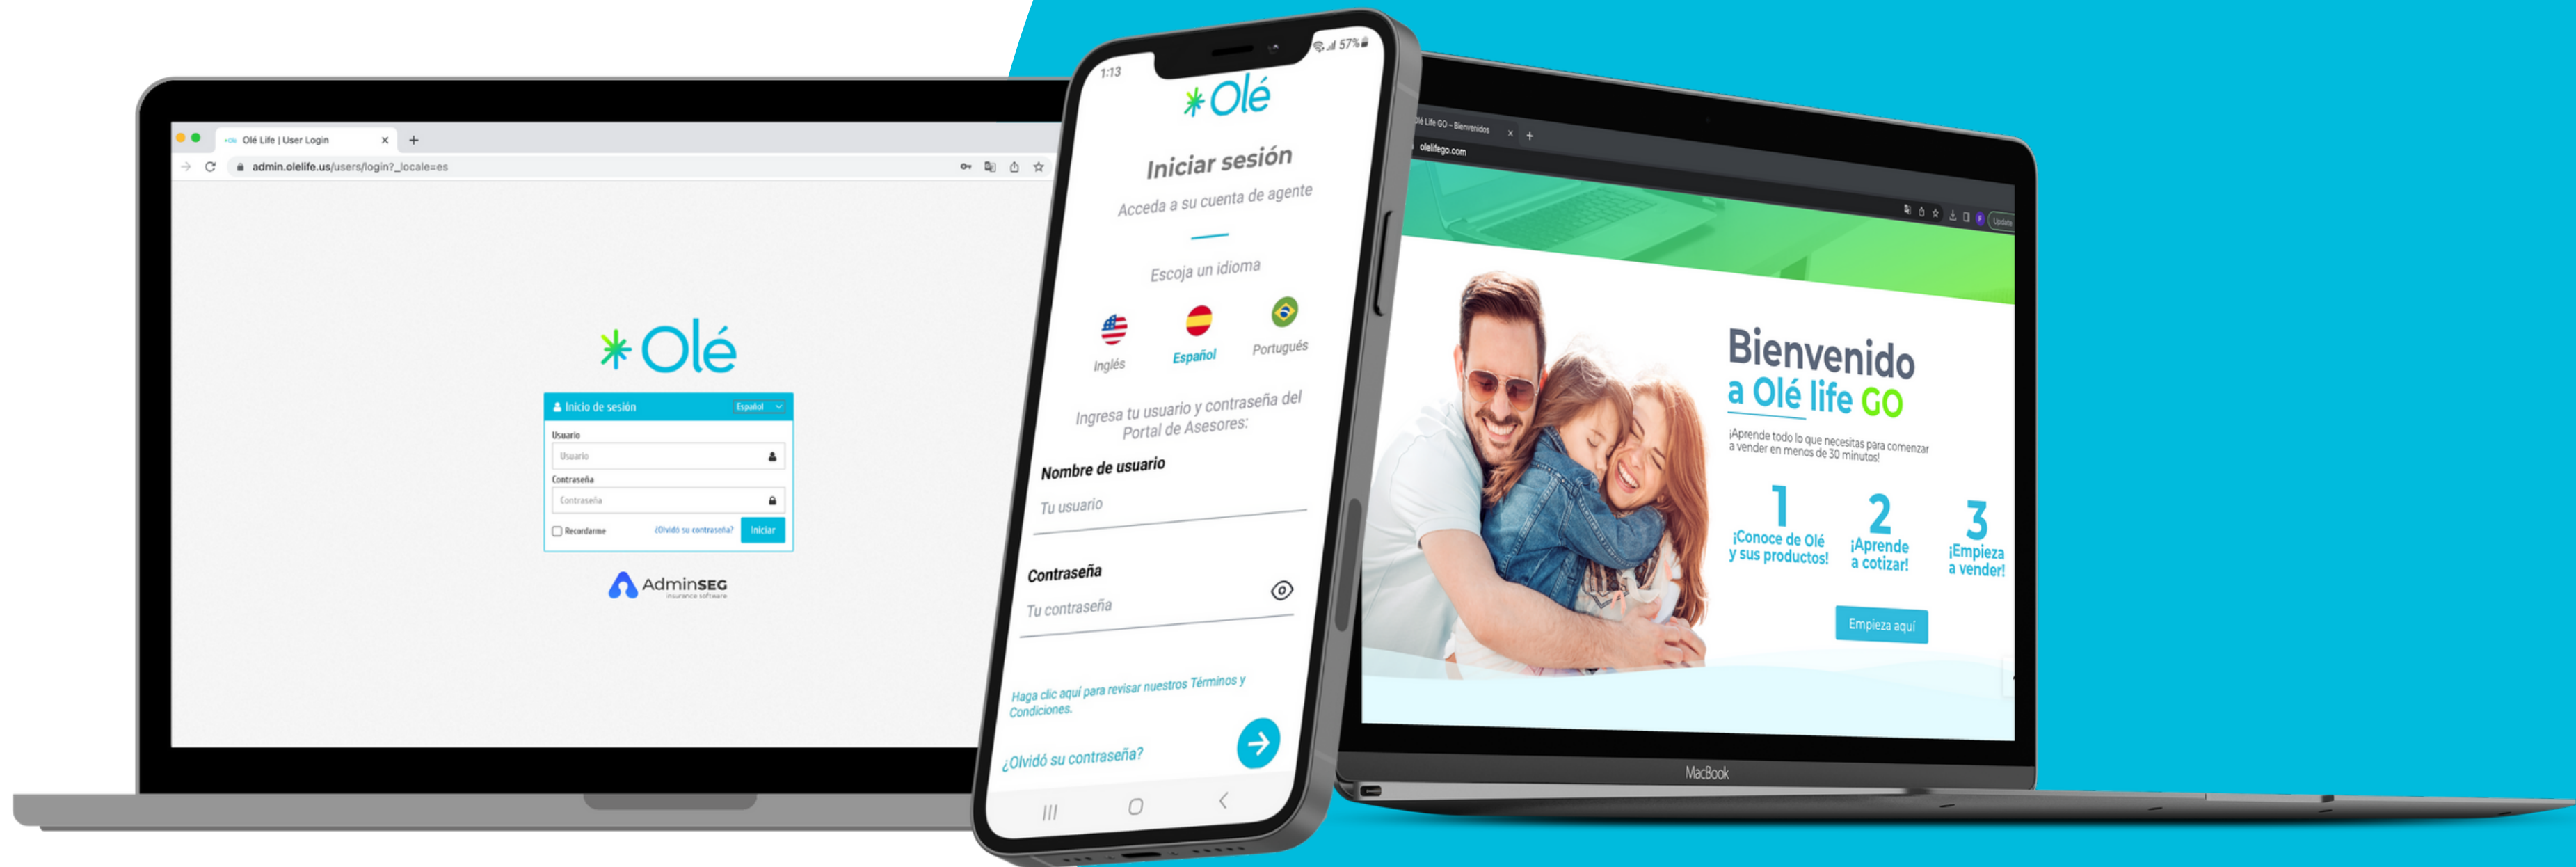 Olé Life | User Login
admin.olelife.us/users/login?_locale=es
Olé
Inicio de sesión
Español
Usuario
Usuario
Contraseña
Contraseña
Recordarme
¿Olvidó su contraseña?
Iniciar
AdminSEG
insurance software
1:13
57%
Olé
Iniciar sesión
Acceda a su cuenta de agente
Escoja un idioma
Inglés
Español
Portugués
Ingresa tu usuario y contraseña del
Portal de Asesores:
Nombre de usuario
Tu usuario
Contraseña
Tu contraseña
Haga clic aquí para revisar nuestros Términos y
Condiciones.
¿Olvidó su contraseña?
Olé Life GO – Bienvenidos
olelifego.com
Update
Bienvenido
a Olé life GO
¡Aprende todo lo que necesitas para comenzar
a vender en menos de 30 minutos!
1
¡Conoce de Olé
y sus productos!
2
¡Aprende
a cotizar!
3
¡Empieza
a vender!
Empieza aquí
MacBook